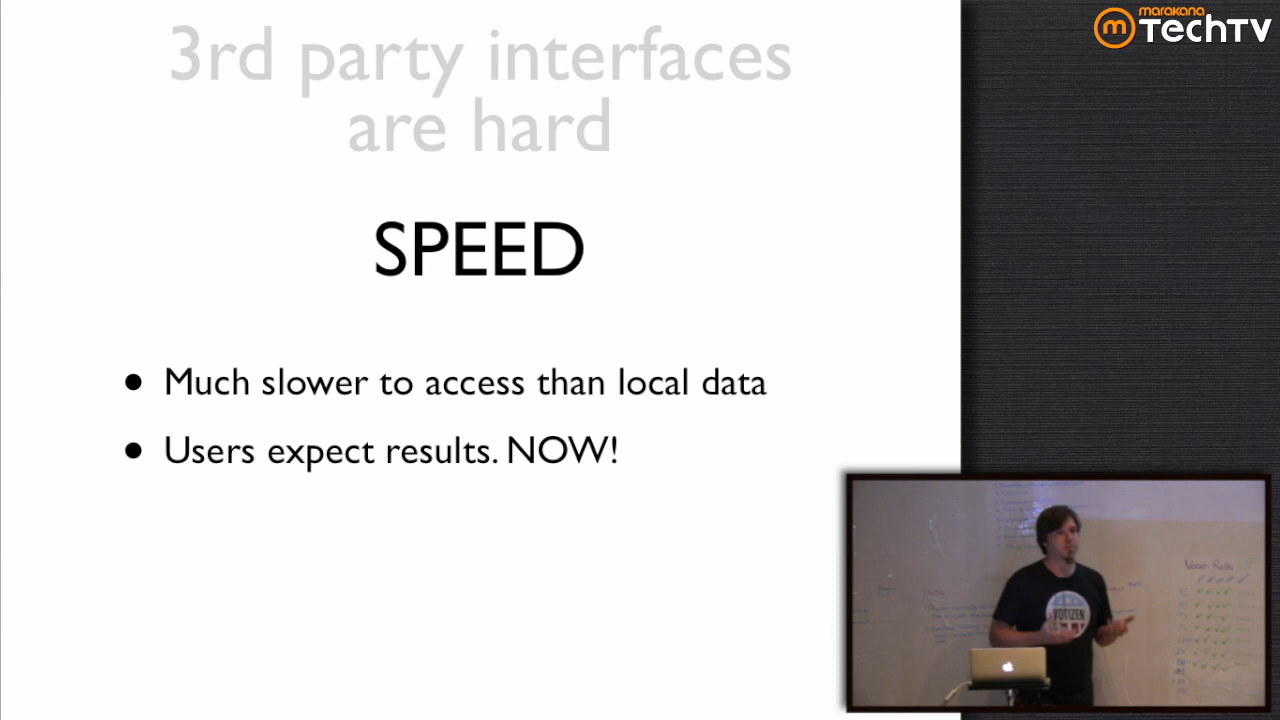 marakana
TechTV
3rd party interfaces
are hard
SPEED
• Much slower to access than local data
• Users expect results. NOW!
VOTIZEN
Data